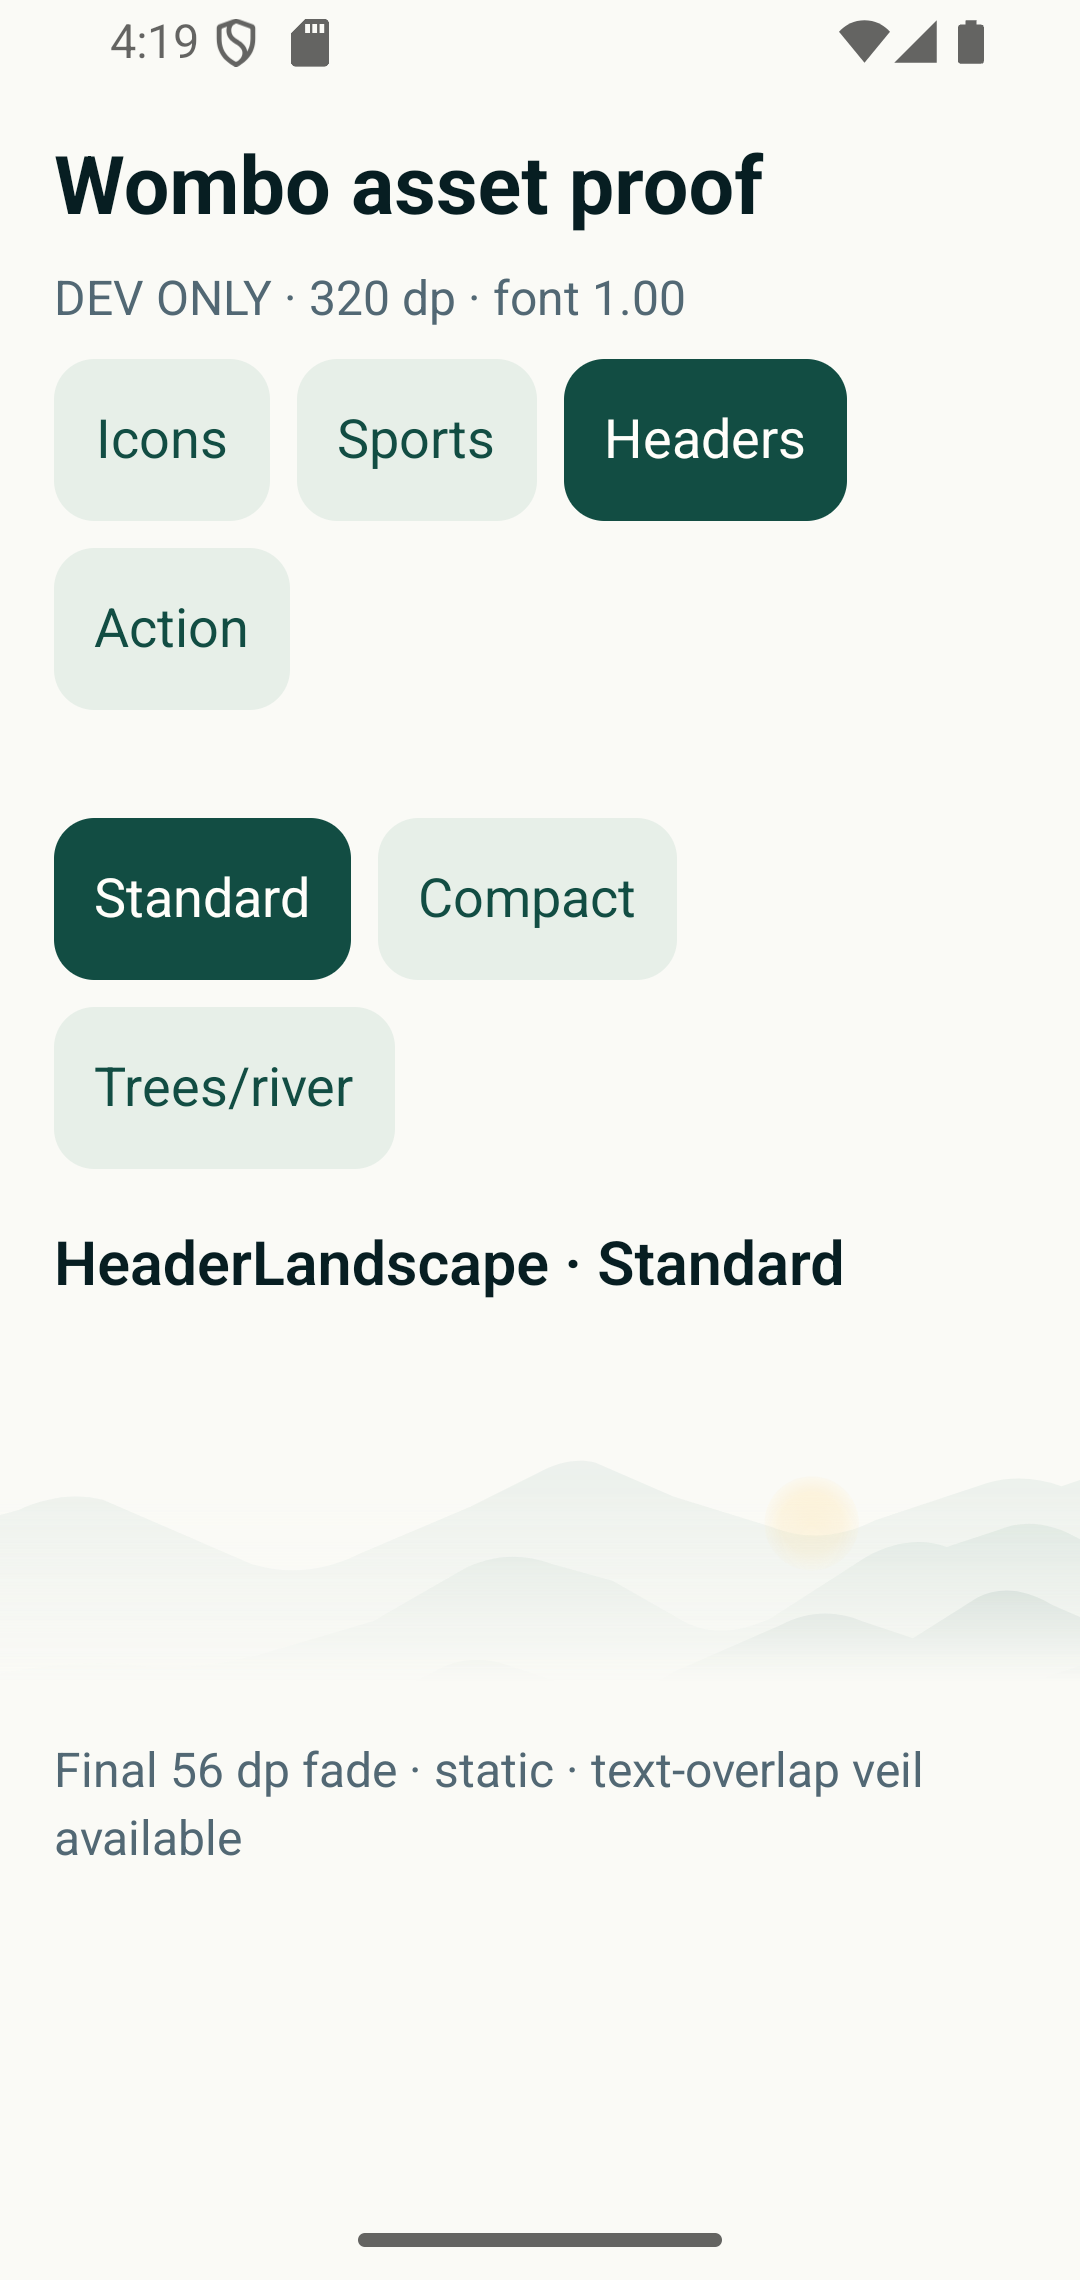 4:19
Wombo asset proof
DEV ONLY · 320 dp · font 1.00
Icons Sports Headers
Action
Standard Compact
Trees/river
HeaderLandscape · Standard
Final 56 dp fade · static · text-overlap veil
available